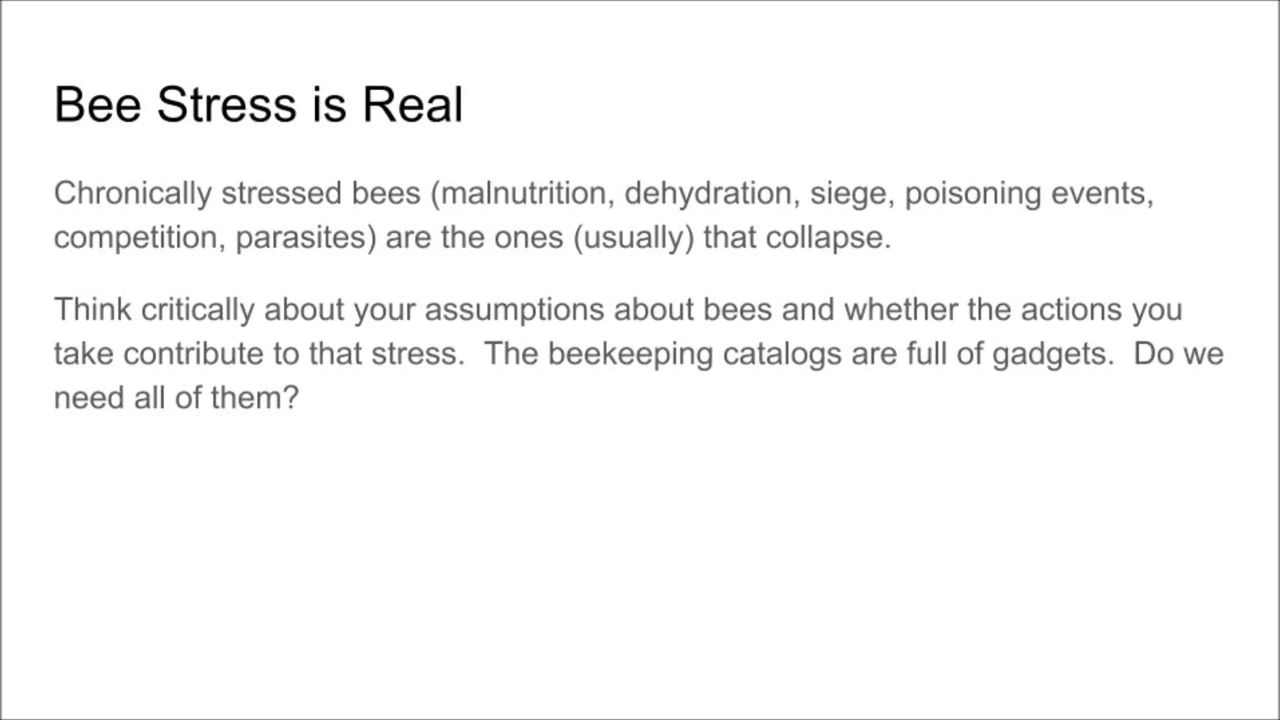 Bee Stress is Real
Chronically stressed bees (malnutrition, dehydration, siege, poisoning events,
competition, parasites) are the ones (usually) that collapse.
Think critically about your assumptions about bees and whether the actions you
take contribute to that stress.  The beekeeping catalogs are full of gadgets.  Do we
need all of them?